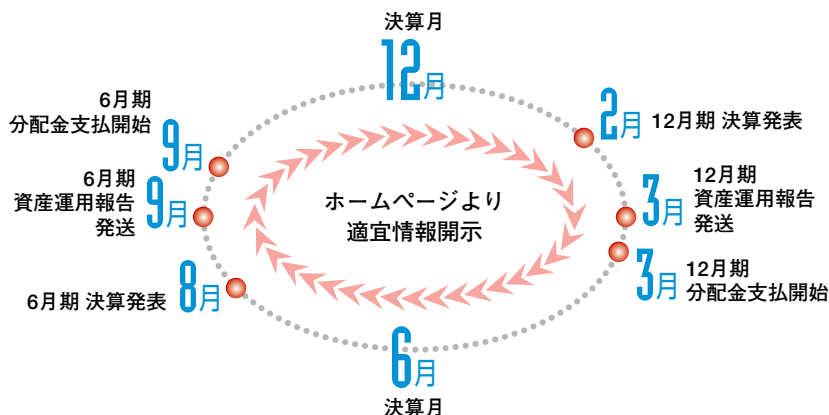 決算月
12月
2月 12月期 決算発表
3月
12月期
資産運用報告
発送
3月
12月期
分配金支払開始
6月
決算月
6月期 決算発表 8月
6月期
資産運用報告
発送
9月
6月期
分配金支払開始
9月
ホームページより
適宜情報開示